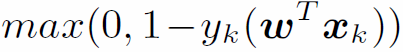 max(0, 1−y_k(𝒘^T 𝒙_k))